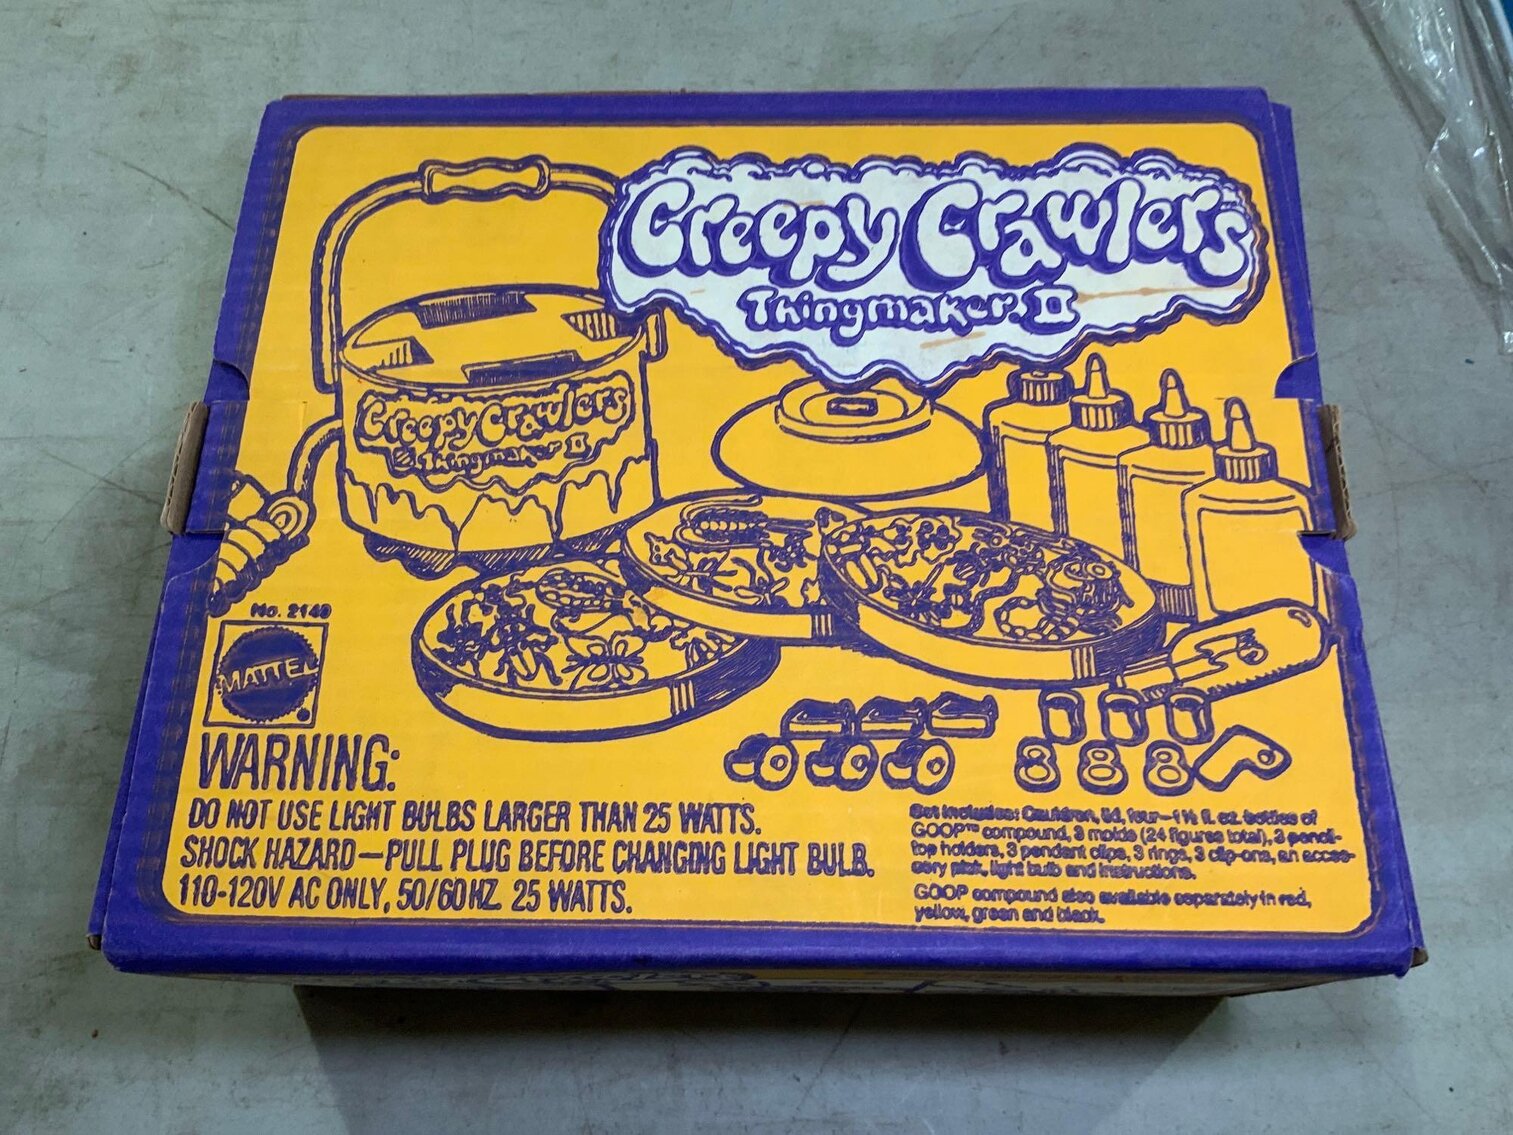 Creepy Crawlers
Thingmaker II
Creepy Crawlers
Thingmaker II
No. 2149
MATTEL
WARNING:
DO NOT USE LIGHT BULBS LARGER THAN 25 WATTS.
SHOCK HAZARD—PULL PLUG BEFORE CHANGING LIGHT BULB.
110-120V AC ONLY, 50/60HZ 25 WATTS.
Set includes: Cauldron, lid, four—1 ½ fl. oz. bottles of
GOOP™ compound, 3 molds (24 figures total), 3 pencil-
top holders, 3 pendant clips, 3 rings, 3 clip-ons, an acces-
sory pick, light bulb and instructions.
GOOP compound also available separately in red,
yellow, green and black.